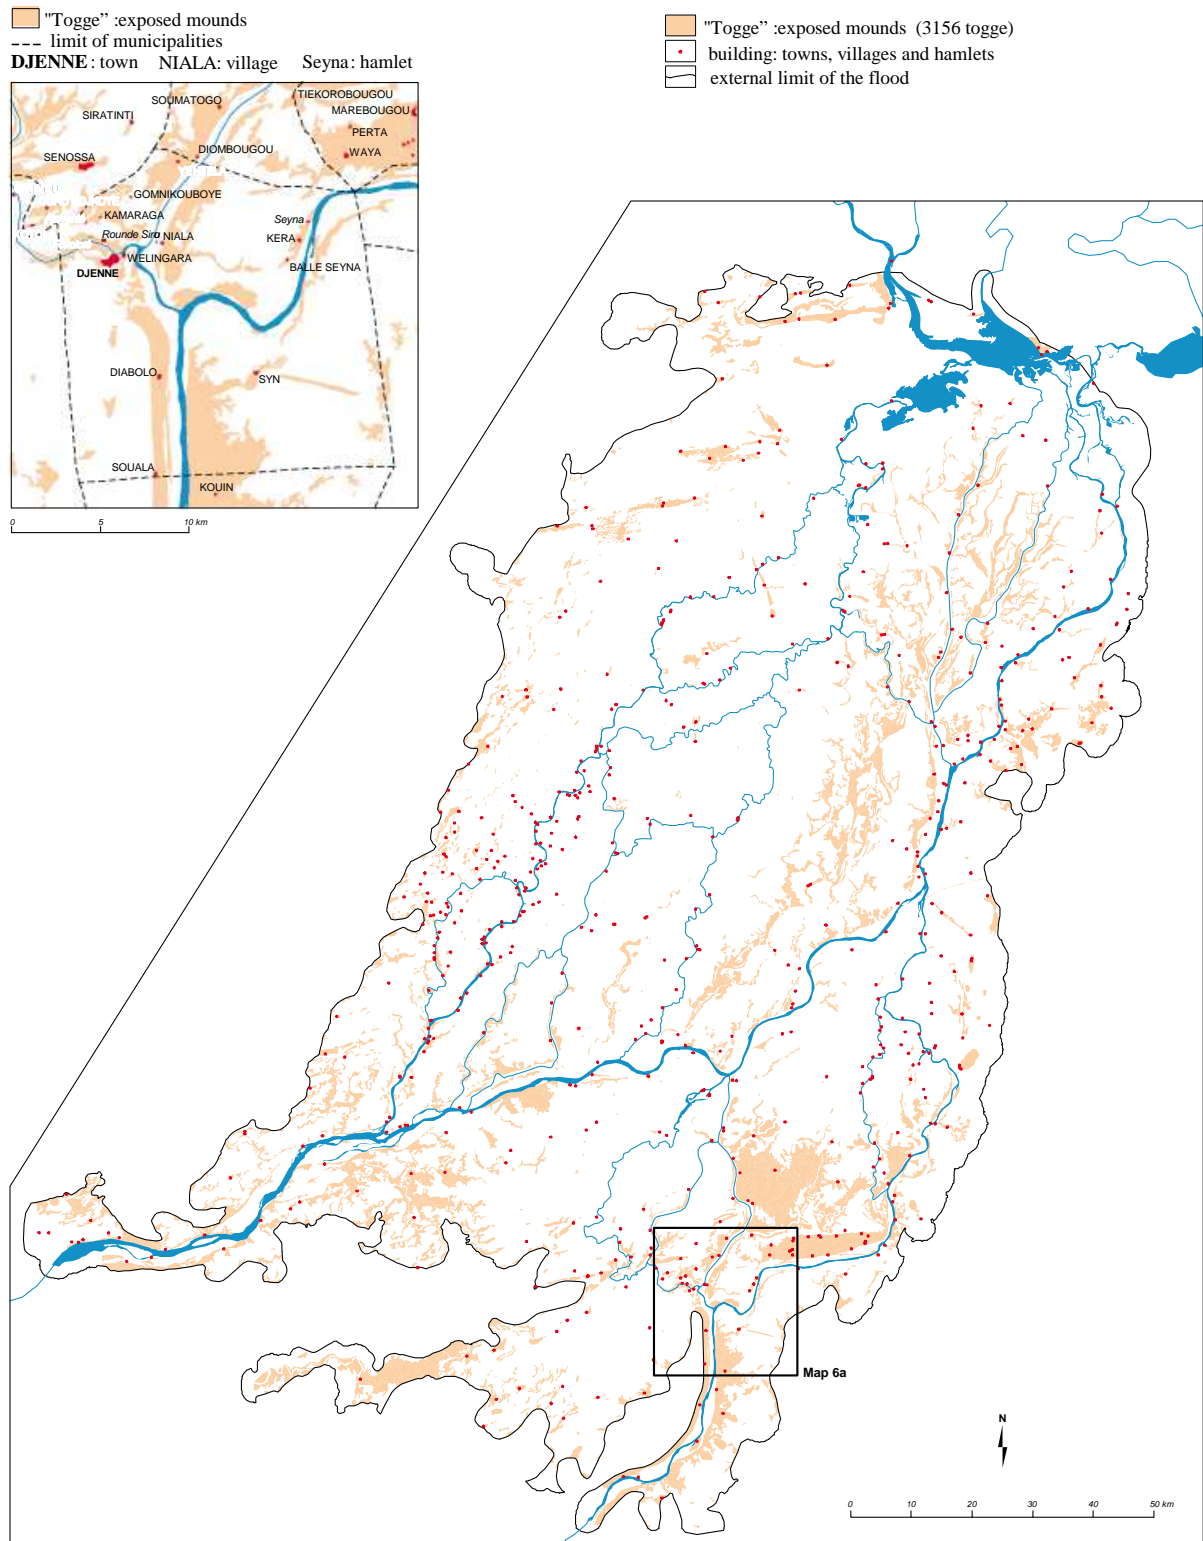 "Togge" :exposed mounds
limit of municipalities
DJENNE : town NIALA: village Seyna: hamlet
"Togge" :exposed mounds (3156 togge)
building: towns, villages and hamlets
external limit of the flood
TIEKOROBOUGOU
SOUMATOGO
MAREBOUGOU
SIRATINTI
PERTA
DIOMBOUGOU
WAYA
SENOSSA
GOMNIKOUBOYE
KAMARAGA
Seyna
Rounde Siru
NIALA
KERA
WELINGARA
BALLE SEYNA
DJENNE
DIABOLO
SYN
SOUALA
KOUIN
0 5 10 km
Map 6a
N
0 10 20 30 40 50 km